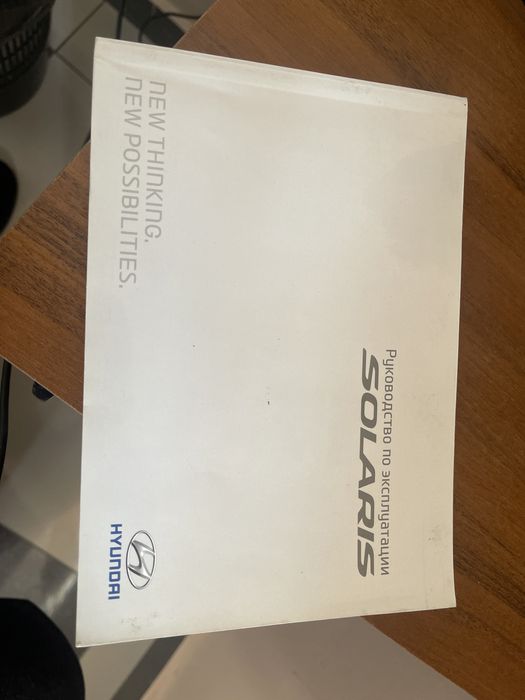 Руководство по эксплуатации
SOLARIS
NEW THINKING.
NEW POSSIBILITIES.
HYUNDAI